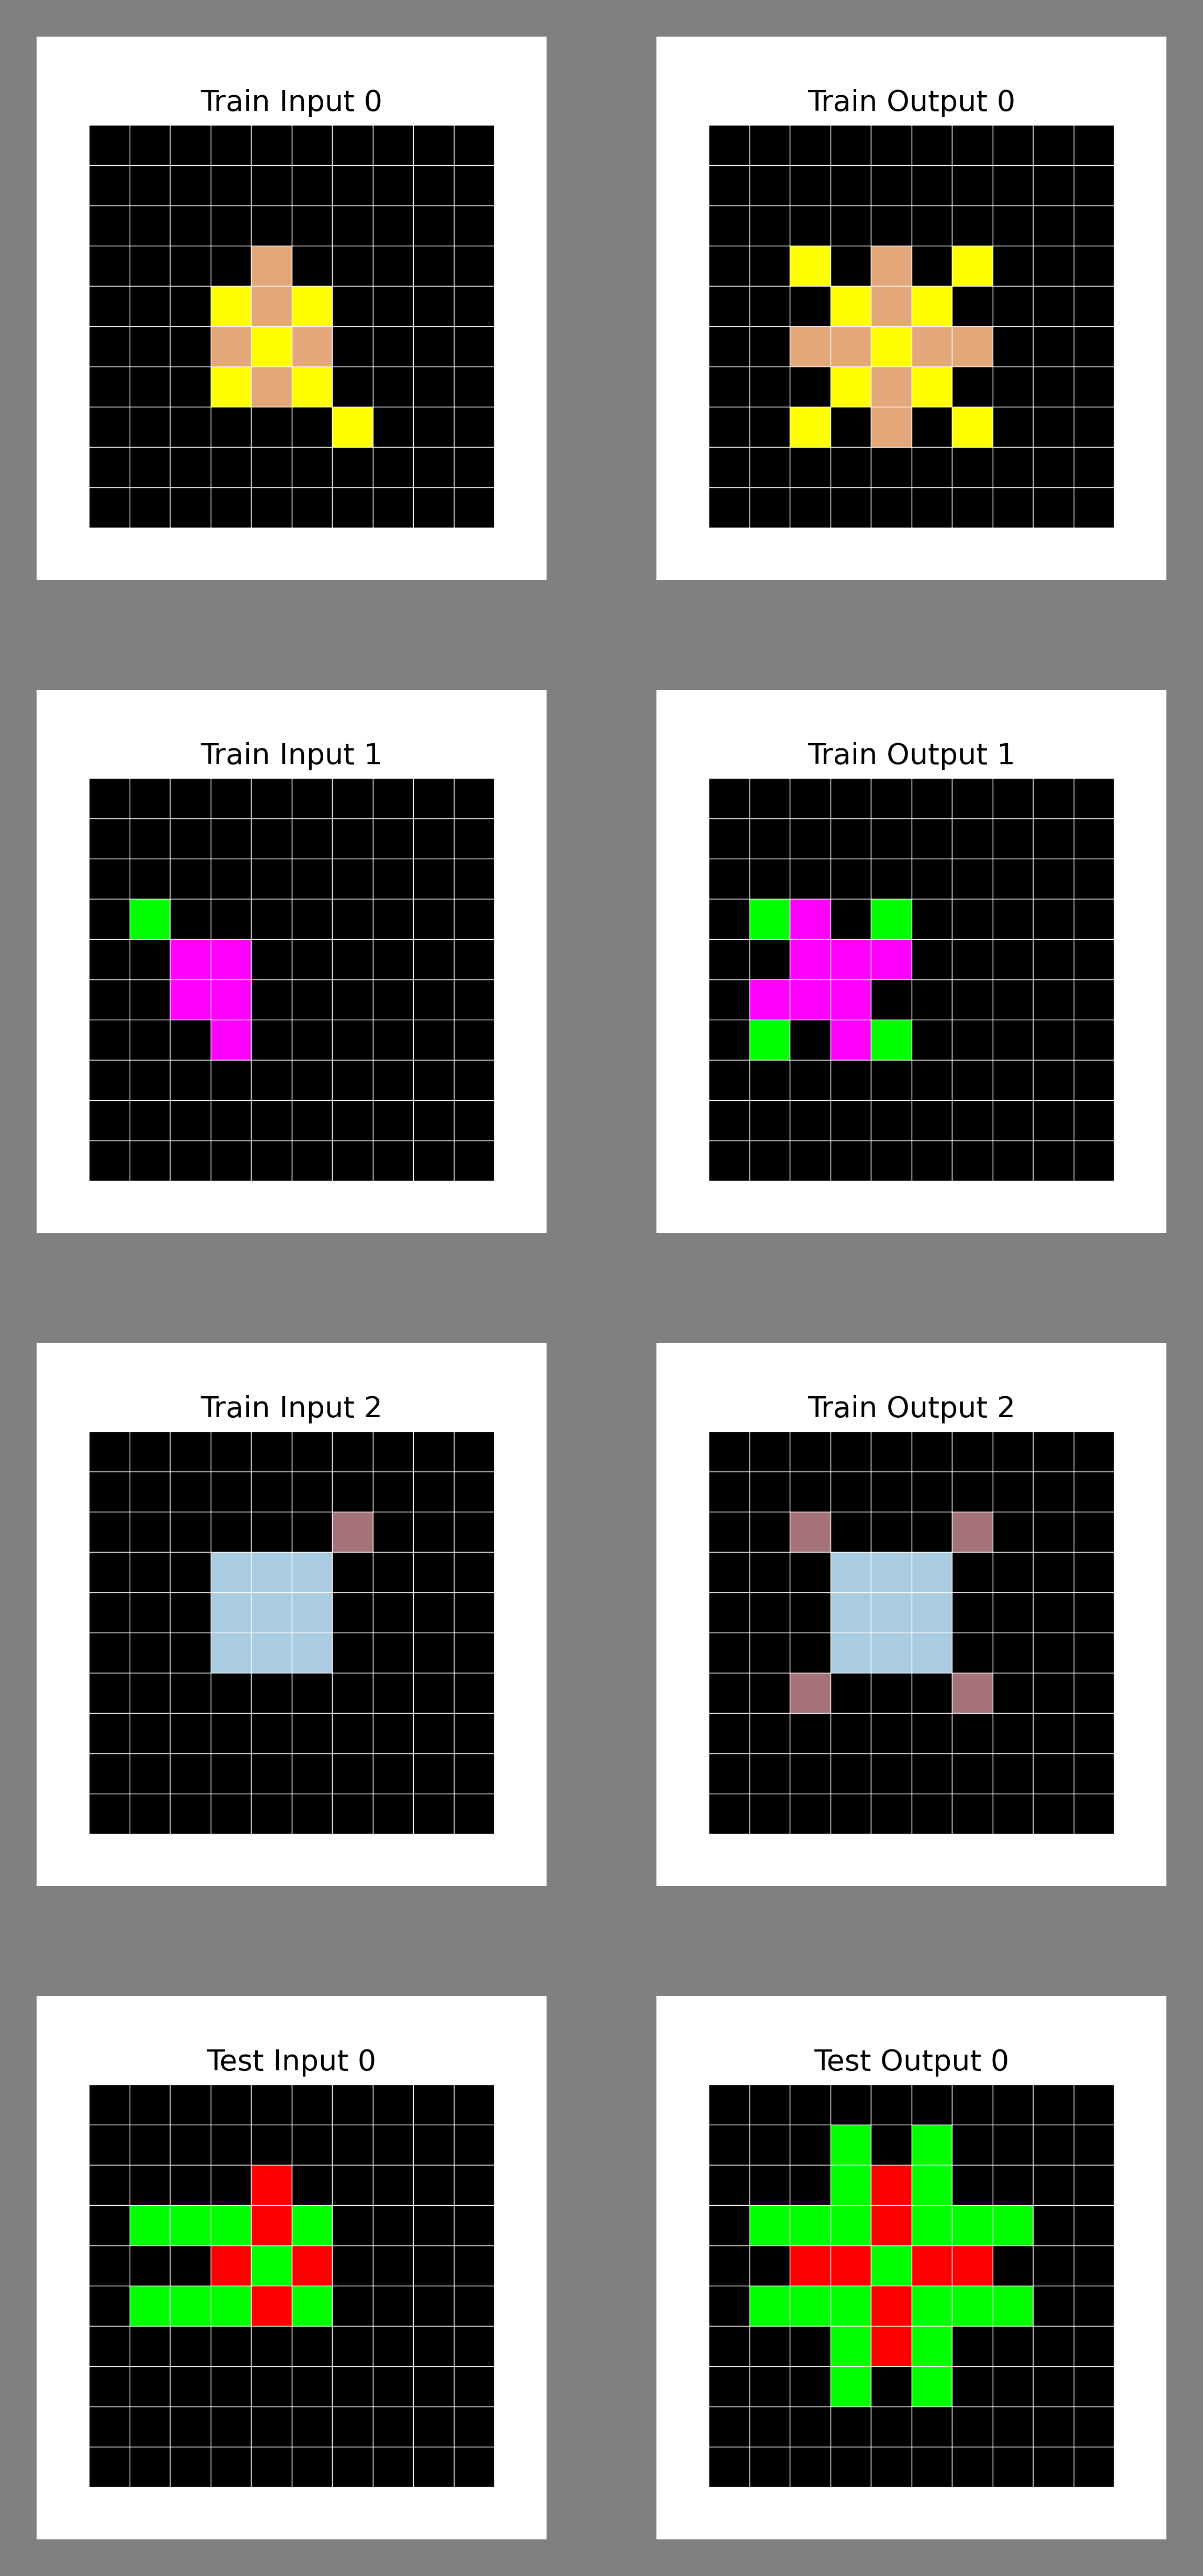 Train Input 0
Train Output 0
Train Input 1
Train Output 1
Train Input 2
Train Output 2
Test Input 0
Test Output 0